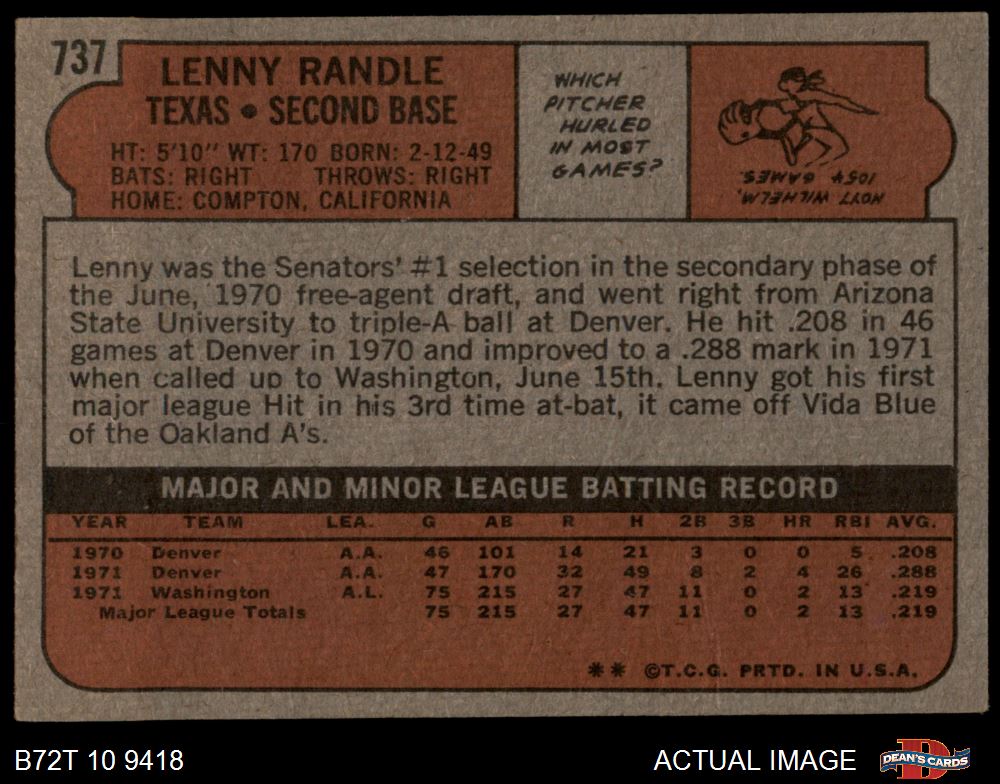 737
LENNY RANDLE
TEXAS • SECOND BASE
HT: 5'10" WT: 170 BORN: 2-12-49
BATS: RIGHT THROWS: RIGHT
HOME: COMPTON, CALIFORNIA
WHICH
PITCHER
HURLED
IN MOST
GAMES?
HOYT WILHELM,
1054 GAMES
Lenny was the Senators' #1 selection in the secondary phase of
the June, 1970 free-agent draft, and went right from Arizona
State University to triple-A ball at Denver. He hit .208 in 46
games at Denver in 1970 and improved to a .288 mark in 1971
when called up to Washington, June 15th. Lenny got his first
major league Hit in his 3rd time at-bat, it came off Vida Blue
of the Oakland A's.
MAJOR AND MINOR LEAGUE BATTING RECORD
YEAR TEAM LEA. G AB R H 2B 3B HR RBI AVG.
1970 Denver A.A. 46 101 14 21 3 0 0 5 .208
1971 Denver A.A. 47 170 32 49 8 2 4 26 .288
1971 Washington A.L. 75 215 27 47 11 0 2 13 .219
Major League Totals 75 215 27 47 11 0 2 13 .219
** ©T.C.G. PRTD. IN U.S.A.
B72T 10 9418
ACTUAL IMAGE
DEAN'S CARDS